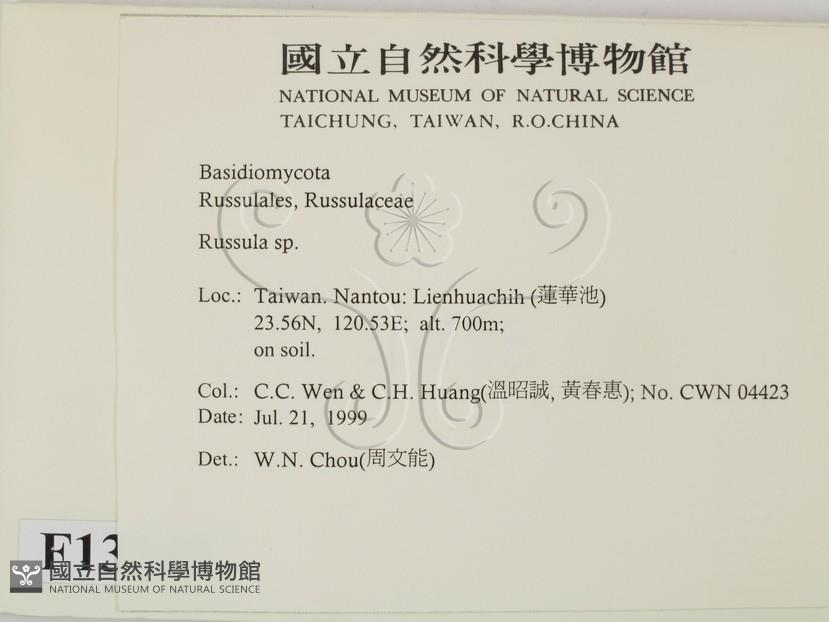 國立自然科學博物館
NATIONAL MUSEUM OF NATURAL SCIENCE
TAICHUNG, TAIWAN, R.O.CHINA
Basidiomycota
Russulales, Russulaceae
Russula sp.
Loc.: Taiwan. Nantou: Lienhuachih (蓮華池)
23.56N, 120.53E; alt. 700m;
on soil.
Col.: C.C. Wen & C.H. Huang(溫昭誠, 黃春惠); No. CWN 04423
Date: Jul. 21, 1999
Det.: W.N. Chou(周文能)
F13
國立自然科學博物館
NATIONAL MUSEUM OF NATURAL SCIENCE